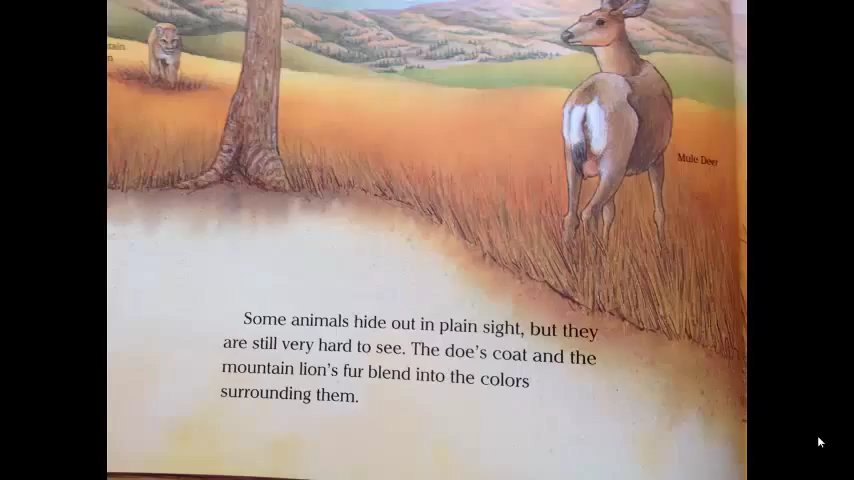 Mule Deer
Some animals hide out in plain sight, but they
are still very hard to see. The doe's coat and the
mountain lion's fur blend into the colors
surrounding them.